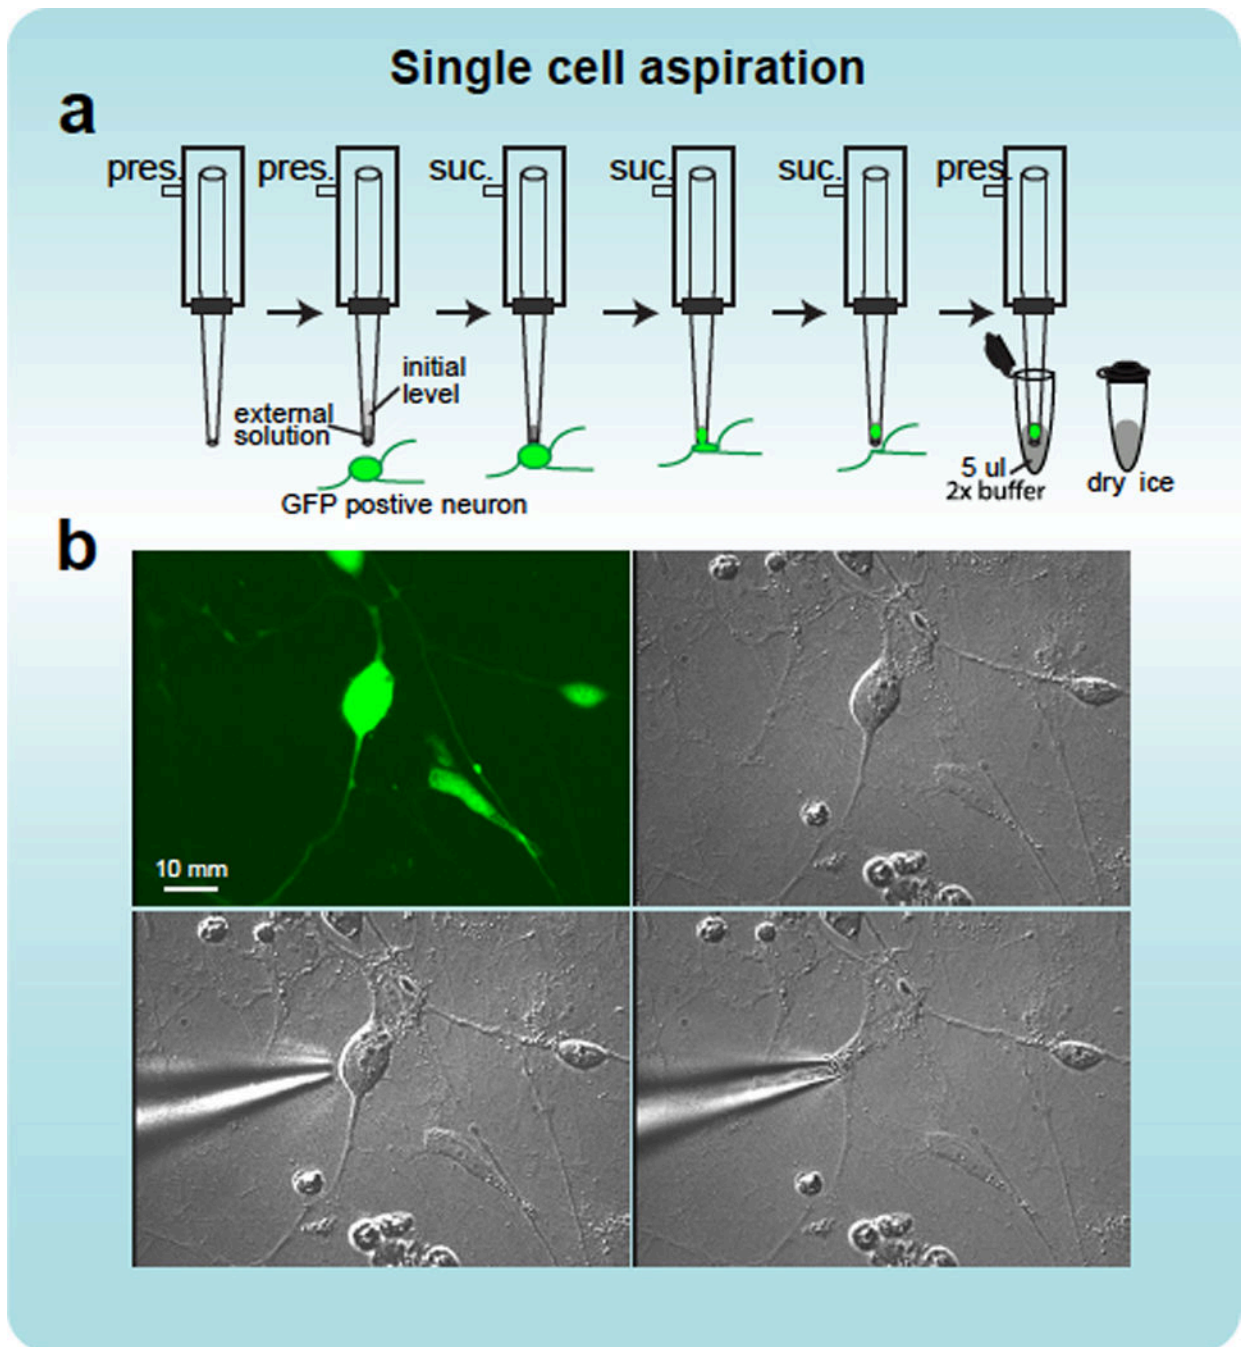 Single cell aspiration
a
pres. pres. suc. suc. suc. pres.
initial
level
external
solution
GFP postive neuron
5 ul
2x buffer
dry ice
b
10 mm